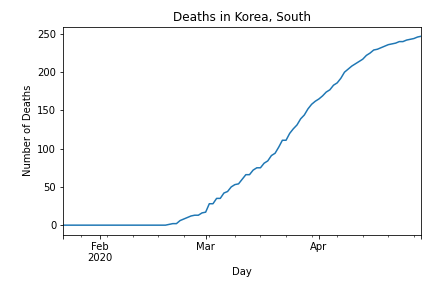 Deaths in Korea, South
250
200
150
100
50
0
Number of Deaths
Feb
2020
Mar
Apr
Day